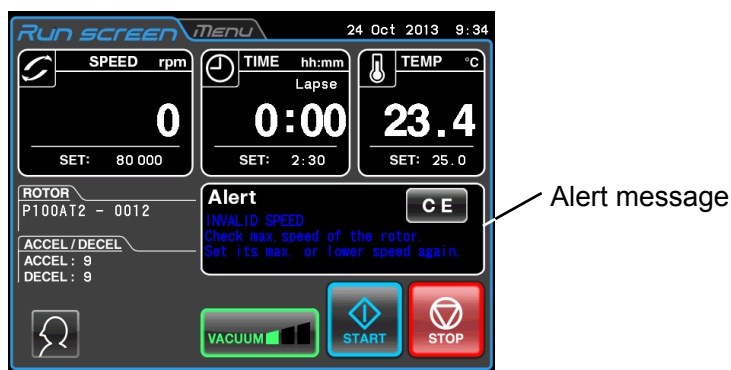 Run screen Menu 24 Oct 2013 9:34
SPEED rpm
0
SET: 80 000
TIME hh:mm
Lapse
0:00
SET: 2:30
TEMP °C
23.4
SET: 25.0
ROTOR
P100AT2 - 0012
ACCEL/DECEL
ACCEL: 9
DECEL: 9
Alert
CE
INVALID SPEED
Check max.speed of the rotor.
Set its max. or lower speed again.
Alert message
VACUUM
START
STOP